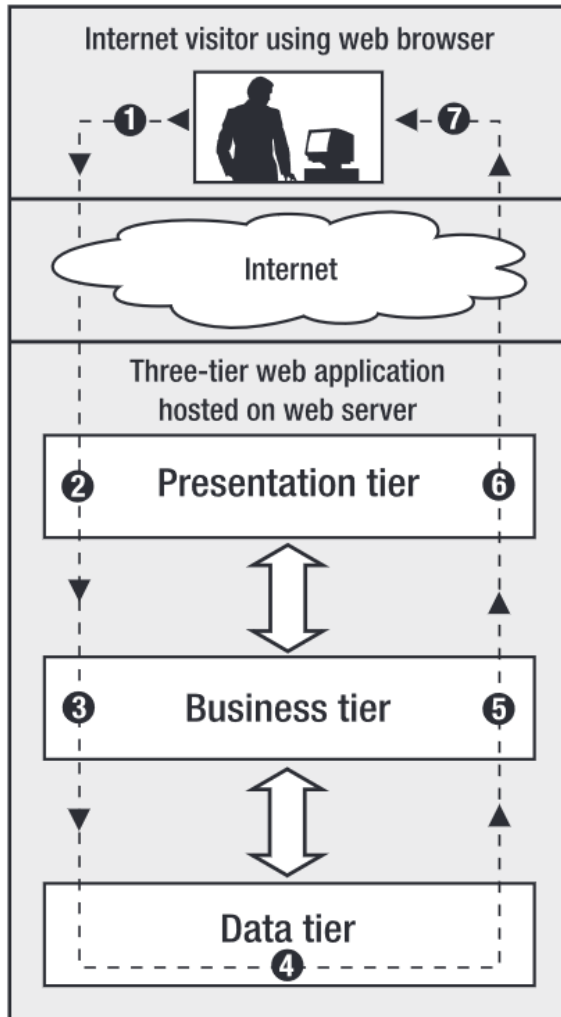 Internet visitor using web browser
1
7
Internet
Three-tier web application
hosted on web server
2
Presentation tier
6
3
Business tier
5
Data tier
4